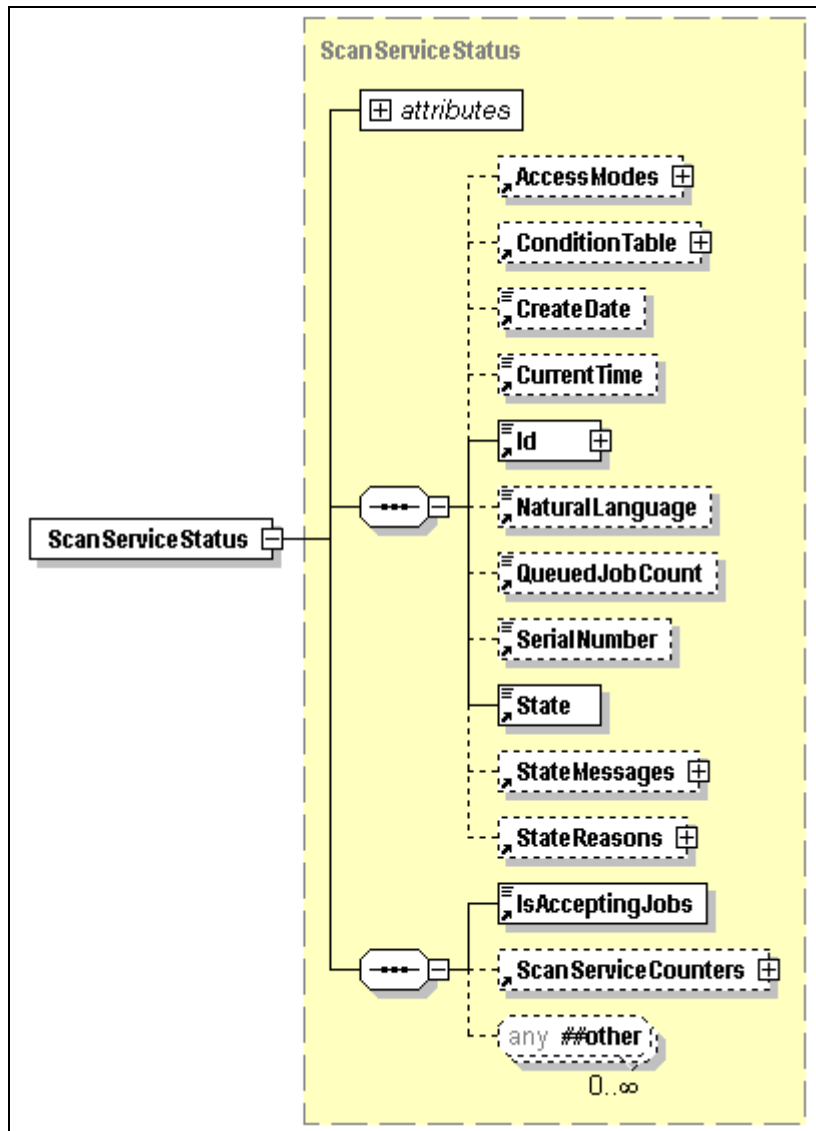 ScanServiceStatus
attributes
AccessModes
ConditionTable
CreateDate
CurrentTime
Id
NaturalLanguage
ScanServiceStatus
QueuedJobCount
SerialNumber
State
StateMessages
StateReasons
IsAcceptingJobs
ScanServiceCounters
any ##other
0..∞